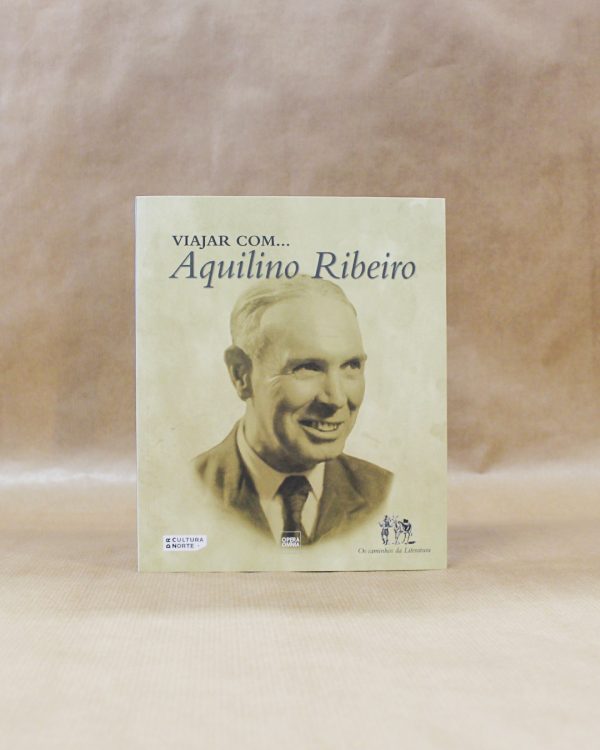 VIAJAR COM...
Aquilino Ribeiro
CULTURA
NORTE
OPERA
OMNIA
Os caminhos da Literatura